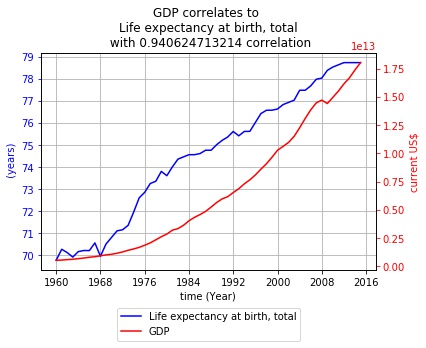 GDP correlates to
Life expectancy at birth, total
with 0.940624713214 correlation
1e13
79
78
77
76
75
74
73
72
71
70
(years)
1.75
1.50
1.25
1.00
0.75
0.50
0.25
0.00
current US$
1960 1968 1976 1984 1992 2000 2008 2016
time (Year)
Life expectancy at birth, total
GDP